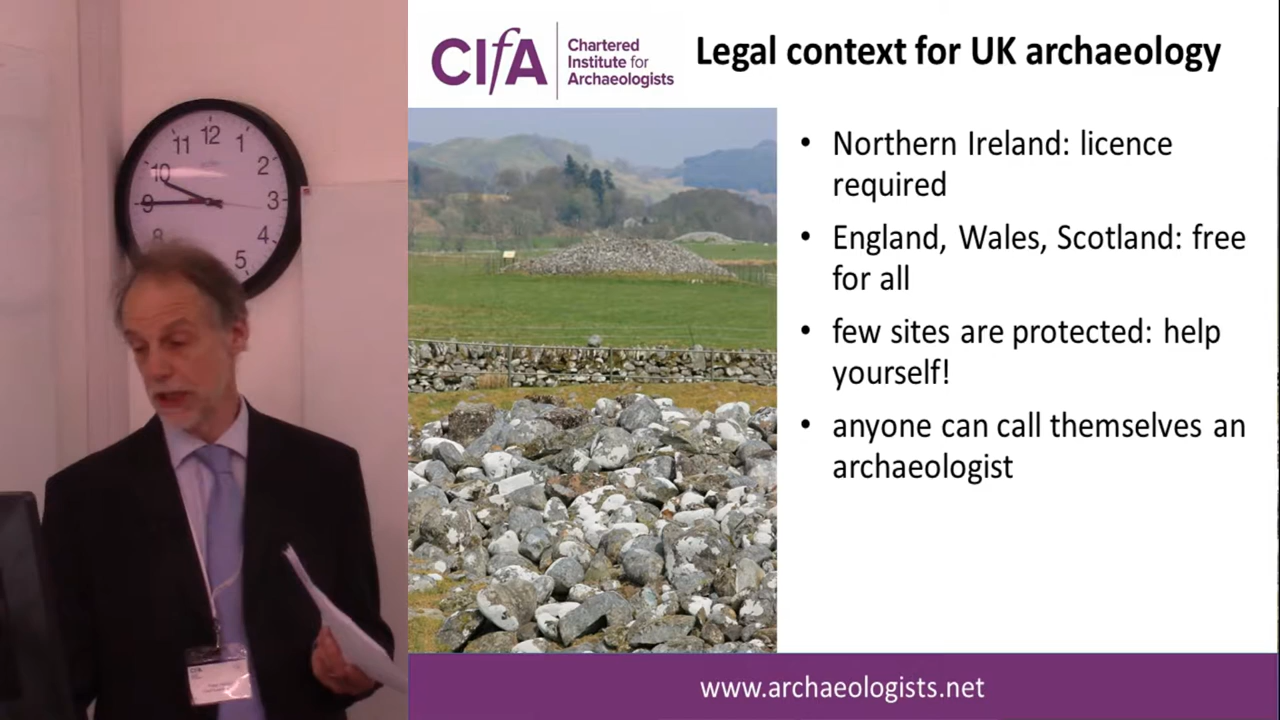 CIfA
Chartered
Institute for
Archaeologists
Legal context for UK archaeology
• Northern Ireland: licence
required
• England, Wales, Scotland: free
for all
• few sites are protected: help
yourself!
• anyone can call themselves an
archaeologist
www.archaeologists.net
12
11
1
10
2
9
3
8
4
5